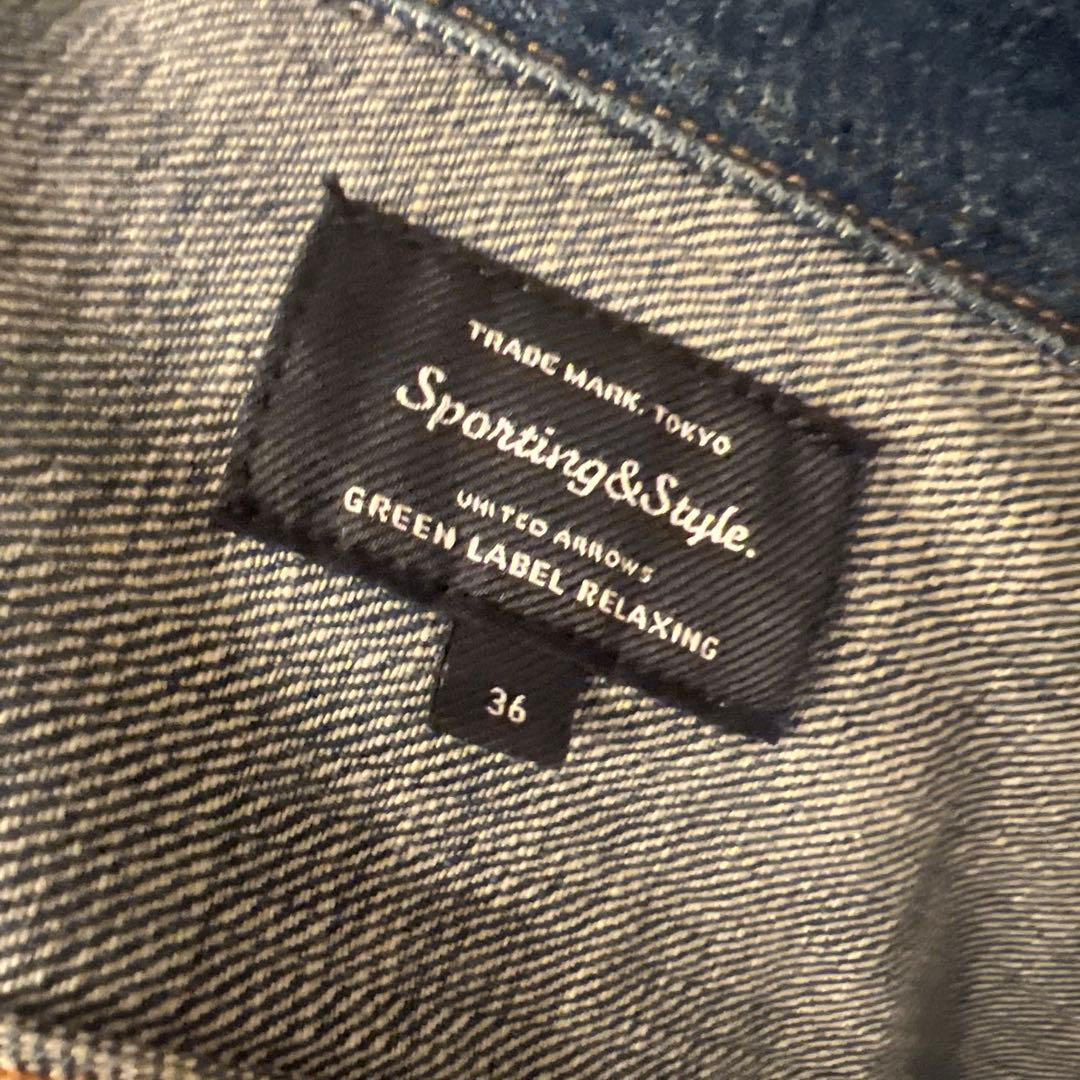 TRADE MARK, TOKYO
Sporting&Style.
UNITED ARROWS
GREEN LABEL RELAXING
36